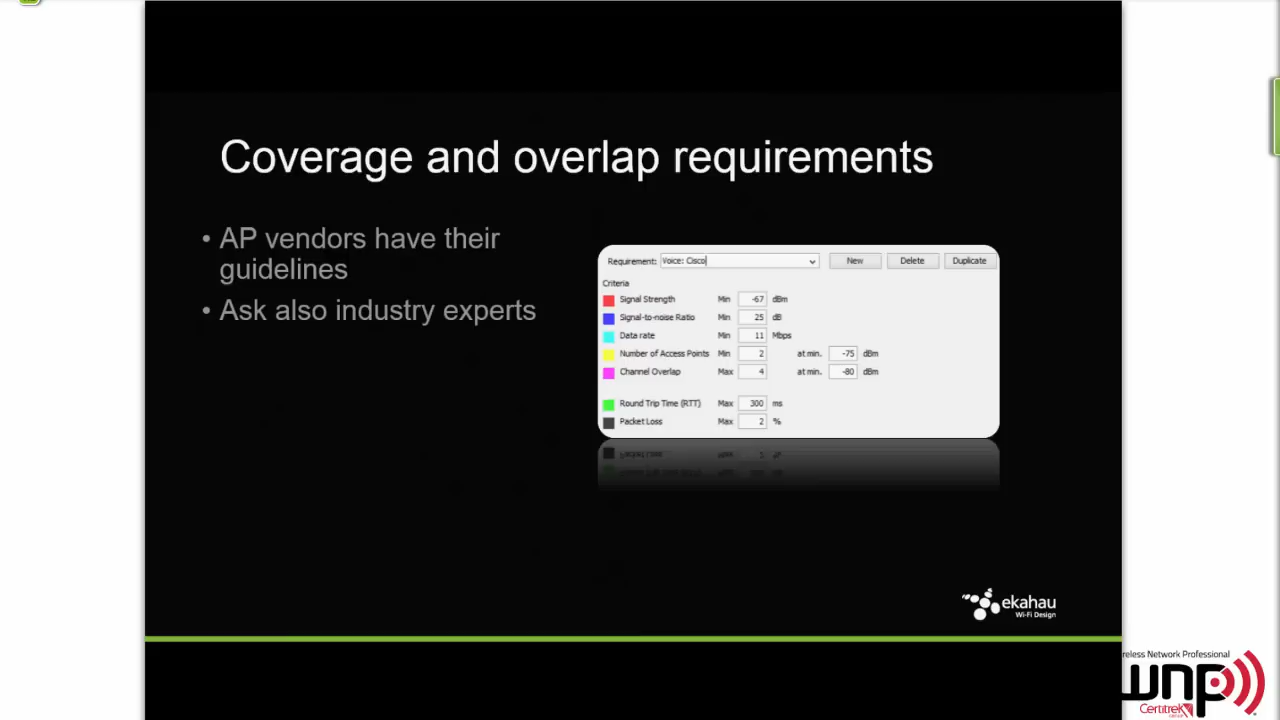 Coverage and overlap requirements
• AP vendors have their
guidelines
• Ask also industry experts
Requirement: Voice: Cisco New Delete Duplicate
Criteria
Signal Strength Min -67 dBm
Signal-to-noise Ratio Min 25 dB
Data rate Min 11 Mbps
Number of Access Points Min 2 at min. -75 dBm
Channel Overlap Max 4 at min. -80 dBm
Round Trip Time (RTT) Max 300 ms
Packet Loss Max 2 %
ekahau
Wi-Fi Design
reless Network Professional
wnp
Certitrek